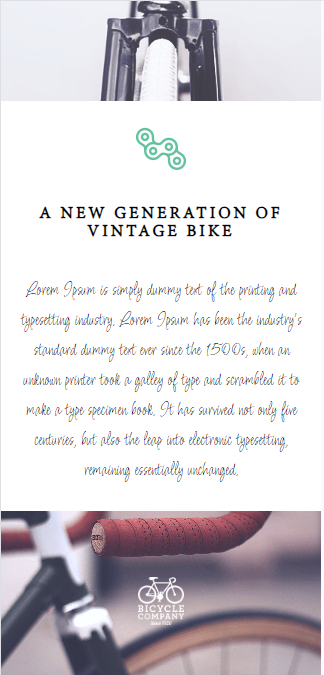 A NEW GENERATION OF
VINTAGE BIKE
Lorem Ipsum is simply dummy text of the printing and
typesetting industry. Lorem Ipsum has been the industry's
standard dummy text ever since the 1500s, when an
unknown printer took a galley of type and scrambled it to
make a type specimen book. It has survived not only five
centuries, but also the leap into electronic typesetting,
remaining essentially unchanged.
BICYCLE
COMPANY